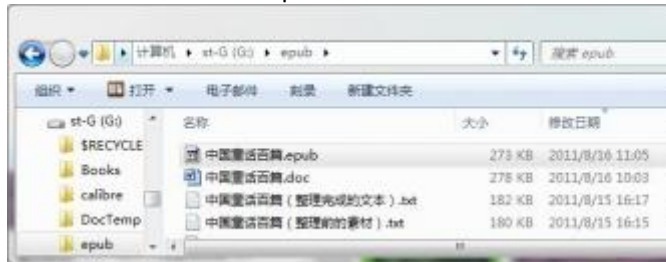 计算机 ▸ st-G (G:) ▸ epub ▸ 搜索 epub
组织 打开 电子邮件 刻录 新建文件夹
st-G (G:) 名称 大小 修改日期
$RECYCLE
中国童话百篇.epub 273 KB 2011/8/16 11:05
Books
中国童话百篇.doc 278 KB 2011/8/16 10:03
calibre
中国童话百篇（整理完成的文本）.txt 182 KB 2011/8/15 16:17
DocTemp
中国童话百篇（整理前的素材）.txt 180 KB 2011/8/15 16:15
epub